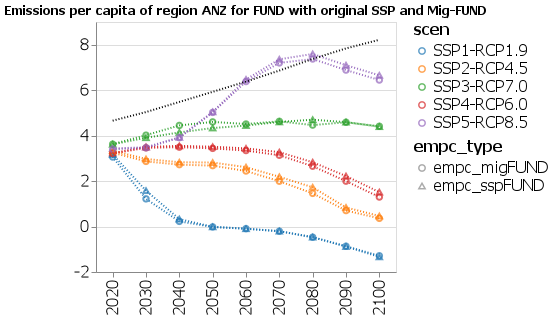 Emissions per capita of region ANZ for FUND with original SSP and Mig-FUND
scen
SSP1-RCP1.9
SSP2-RCP4.5
SSP3-RCP7.0
SSP4-RCP6.0
SSP5-RCP8.5
empc_type
empc_migFUND
empc_sspFUND
8
6
4
2
0
-2
2020
2030
2040
2050
2060
2070
2080
2090
2100